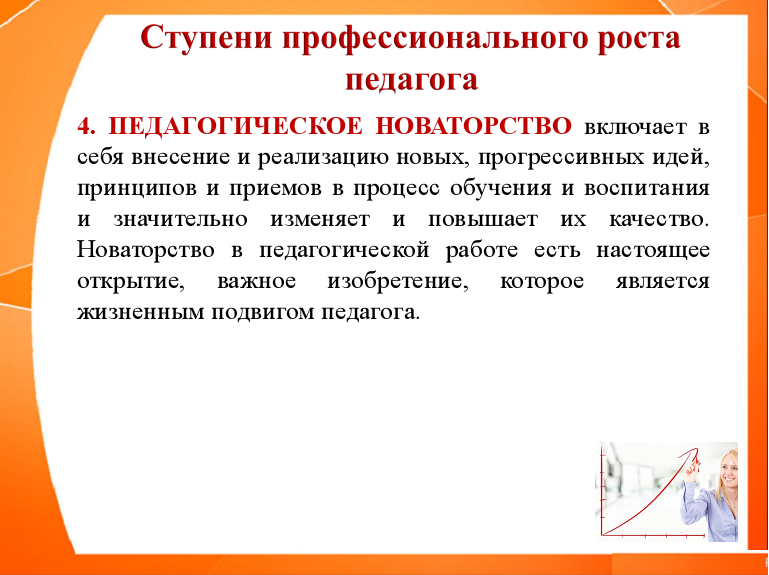 Ступени профессионального роста
педагога
4. ПЕДАГОГИЧЕСКОЕ НОВАТОРСТВО включает в
себя внесение и реализацию новых, прогрессивных идей,
принципов и приемов в процесс обучения и воспитания
и значительно изменяет и повышает их качество.
Новаторство в педагогической работе есть настоящее
открытие, важное изобретение, которое является
жизненным подвигом педагога.